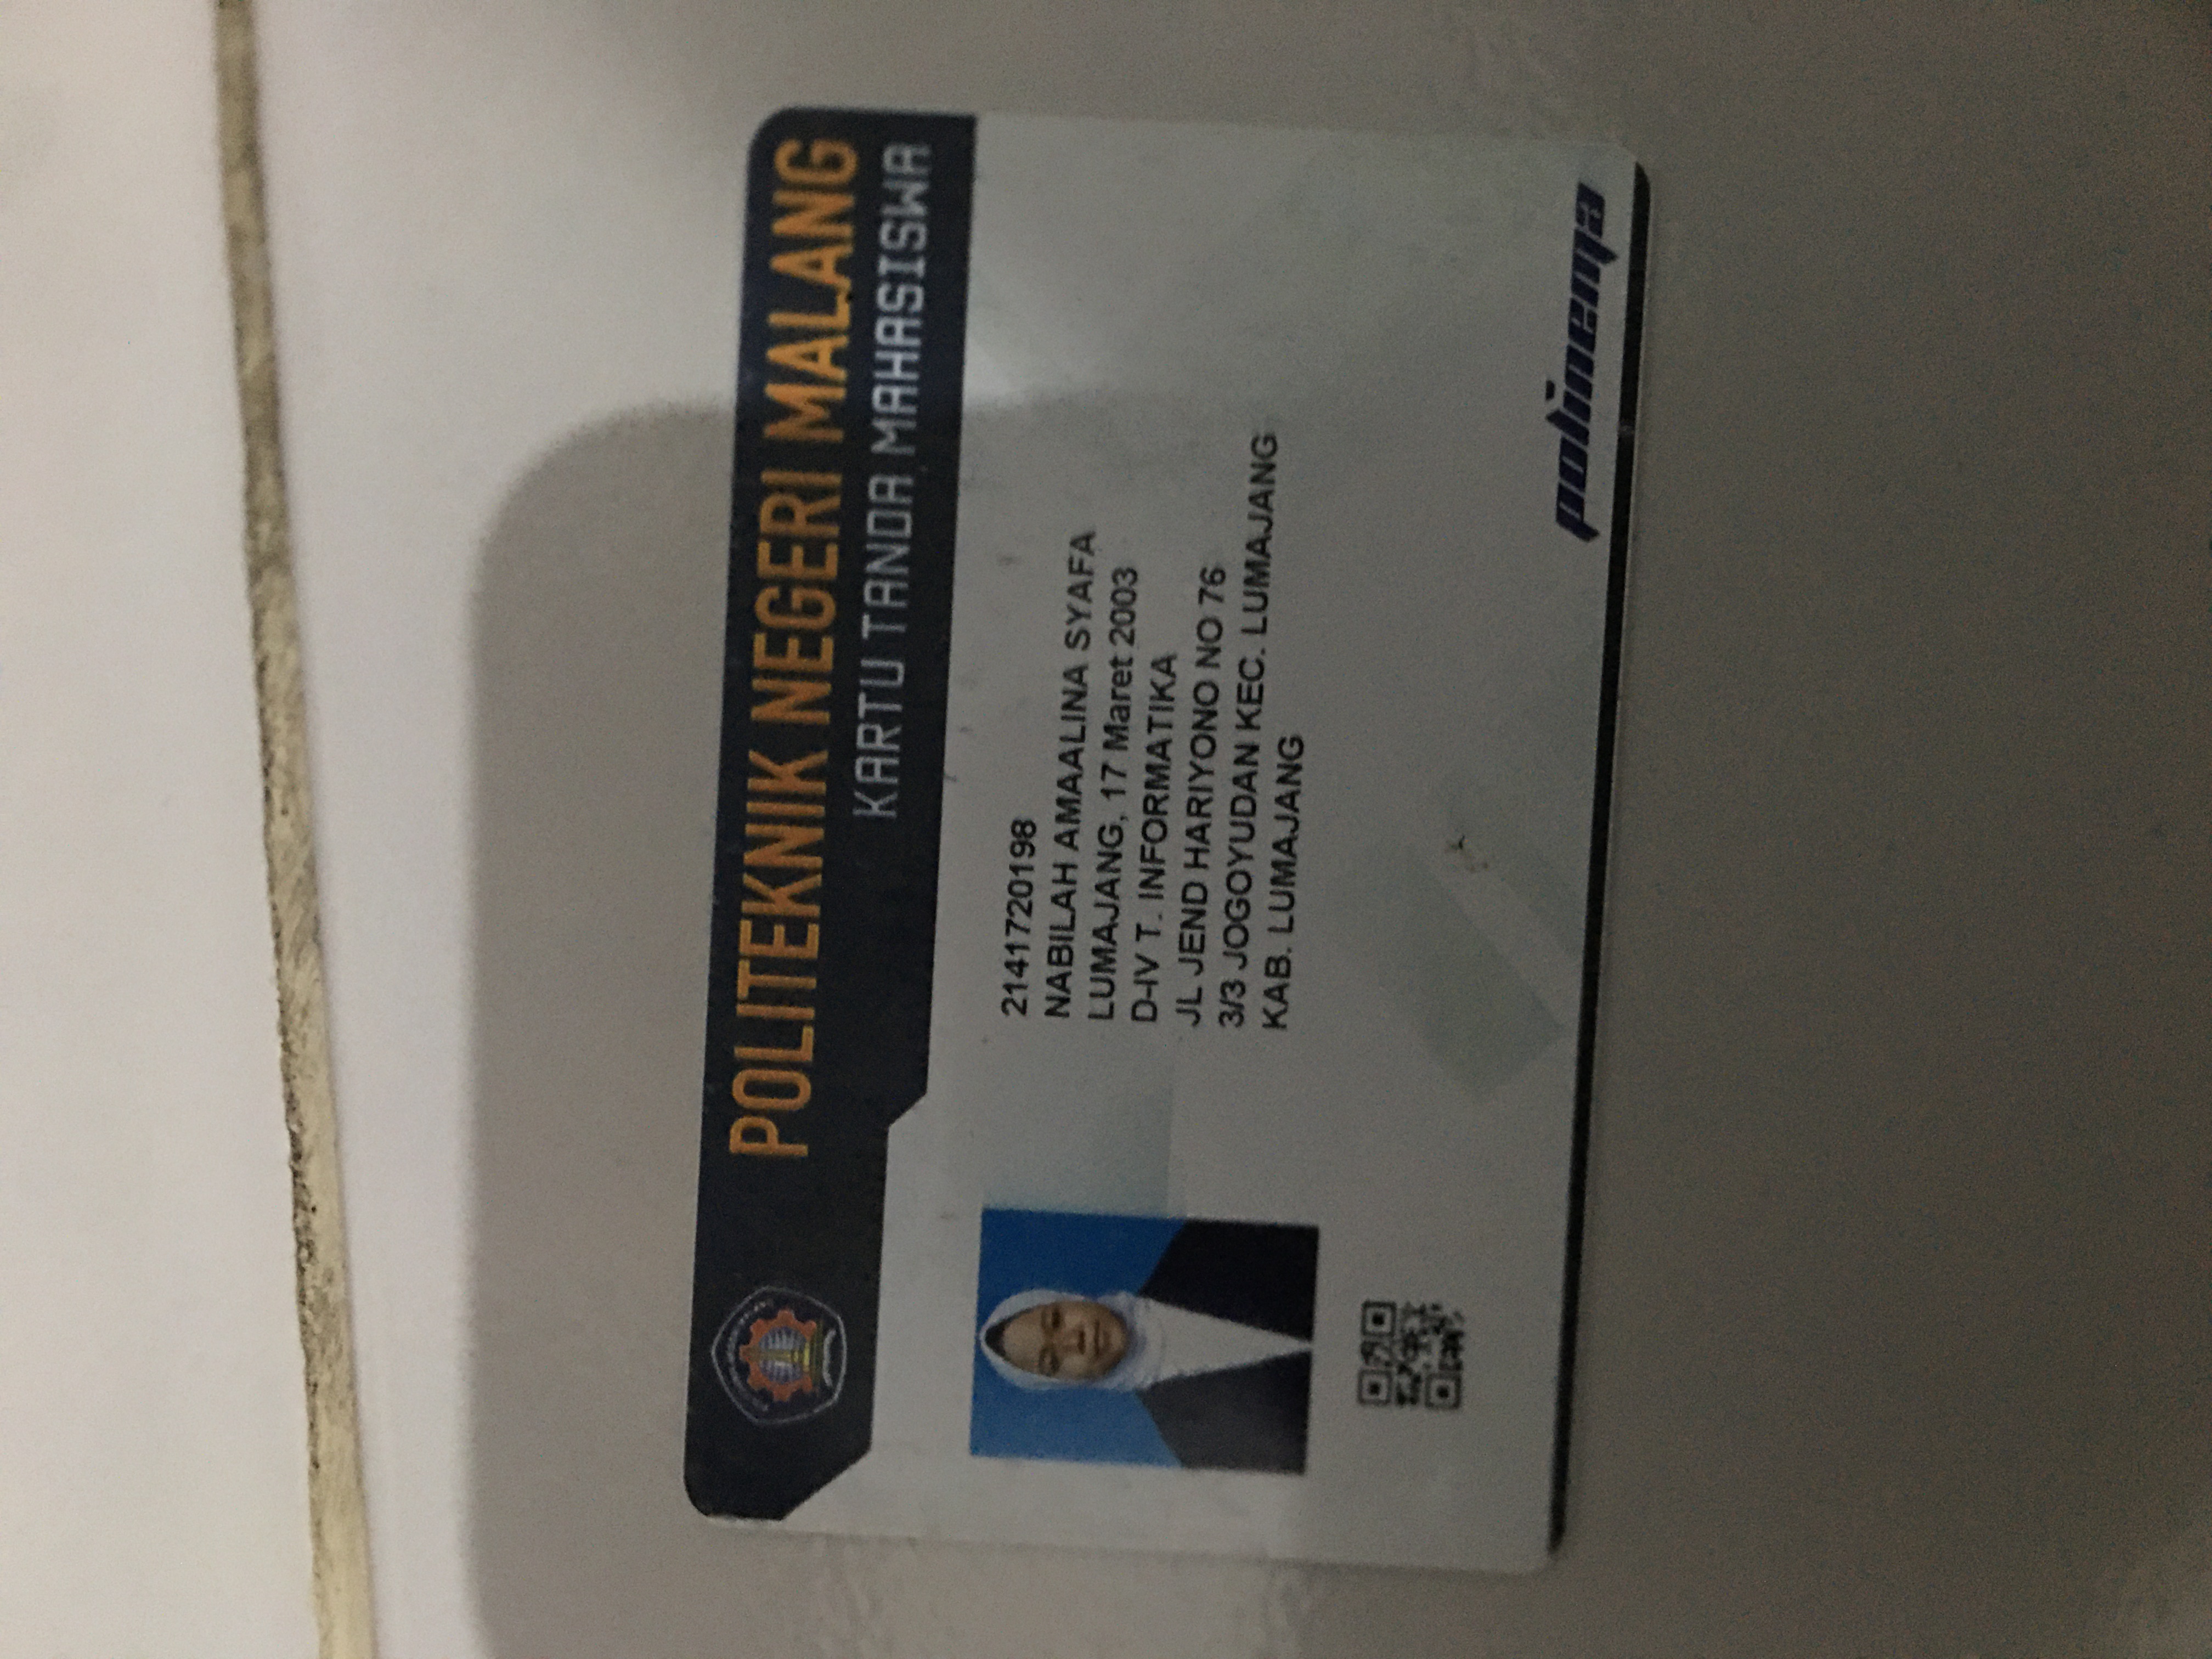 POLITEKNIK NEGERI MALANG
KARTU TANDA MAHASISWA
2141720198
NABILAH AMAALINA SYAFA
LUMAJANG, 17 Maret 2003
D-IV T. INFORMATIKA
JL JEND HARIYONO NO 76
3/3 JOGOYUDAN KEC. LUMAJANG
KAB. LUMAJANG
polinema